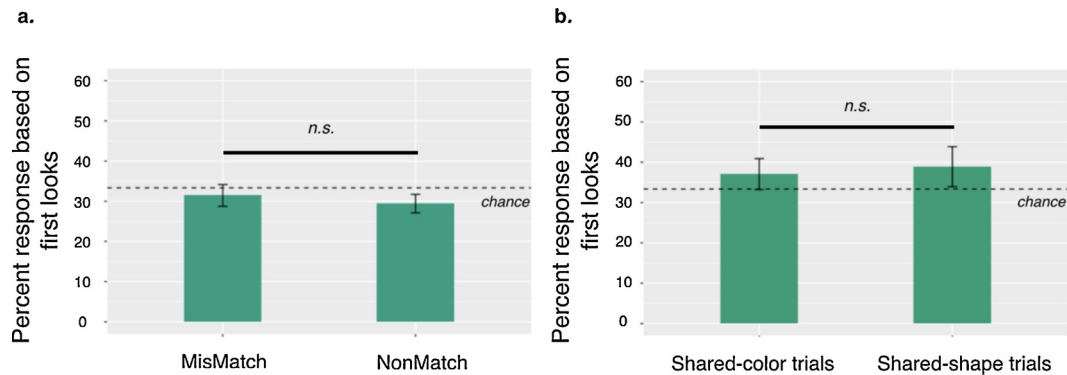 a.
Percent response based on
first looks
60
50
40
30
20
10
0
n.s.
chance
MisMatch
NonMatch
b.
Percent response based on
first looks
60
50
40
30
20
10
0
n.s.
chance
Shared-color trials
Shared-shape trials